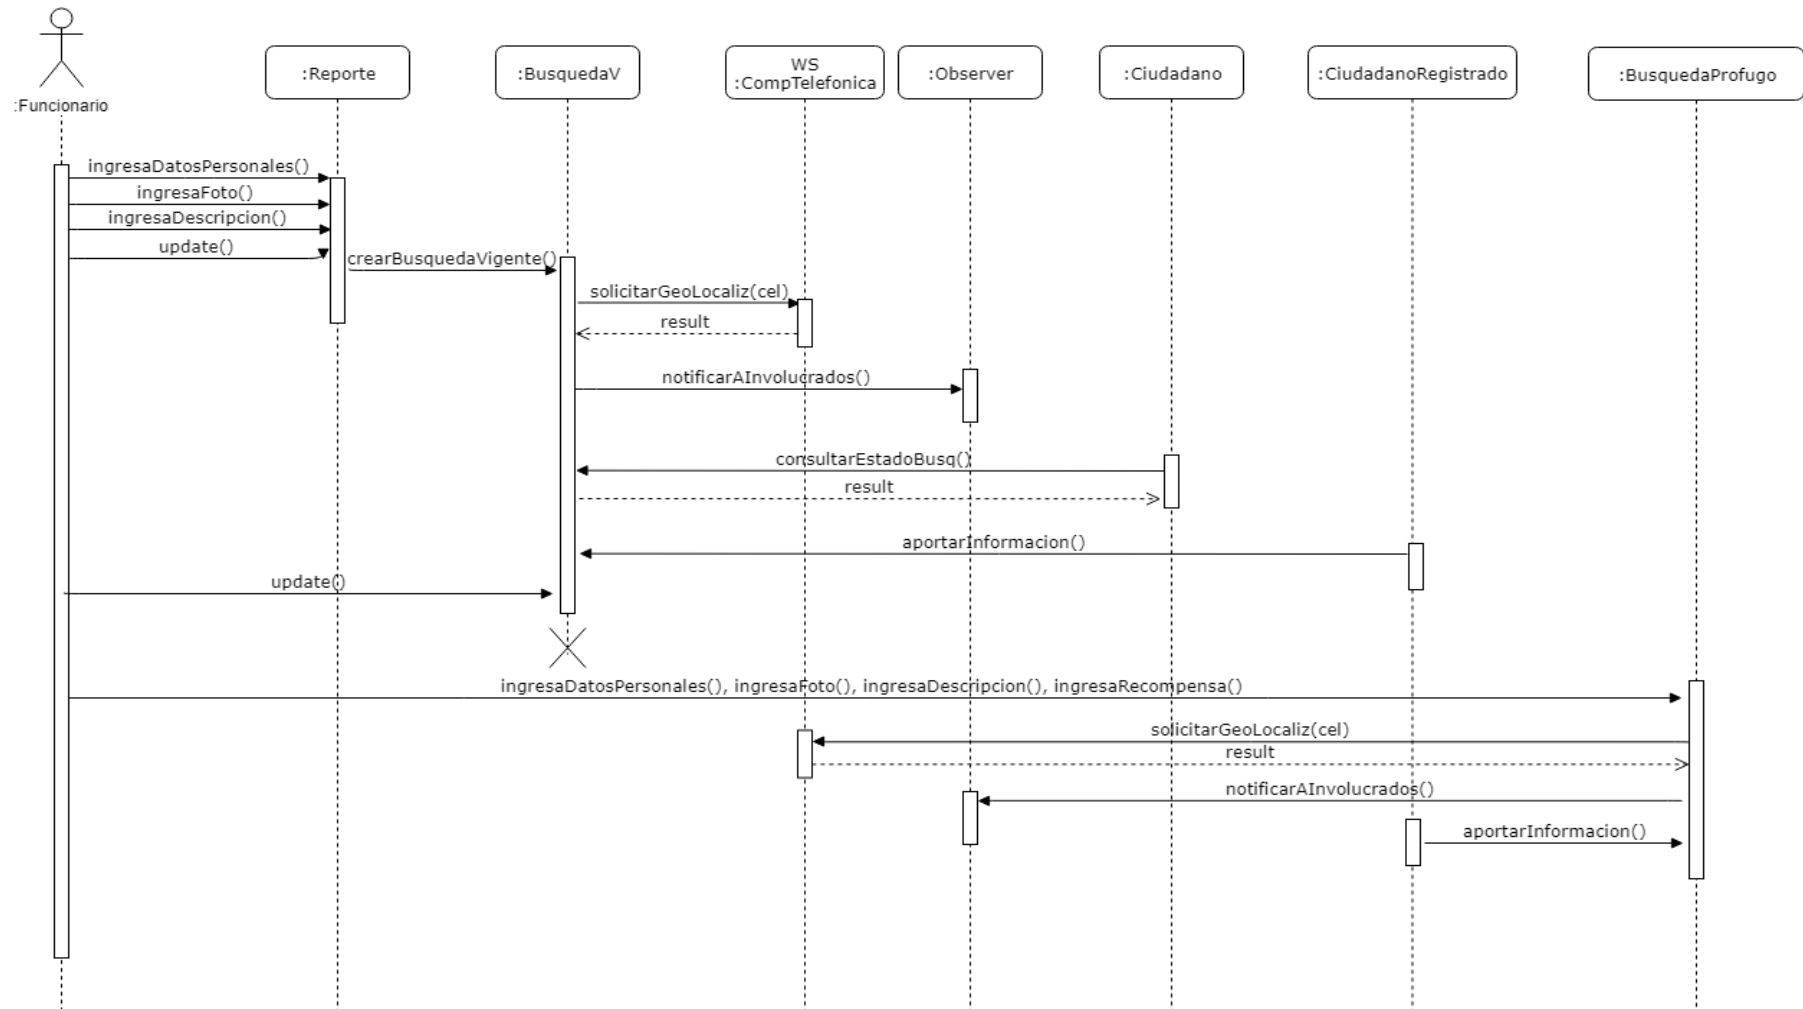 :Funcionario
:Reporte
:BusquedaV
WS
:CompTelefonica
:Observer
:Ciudadano
:CiudadanoRegistrado
:BusquedaProfugo
ingresaDatosPersonales()
ingresaFoto()
ingresaDescripcion()
update()
crearBusquedaVigente()
solicitarGeoLocaliz(cel)
result
notificarAInvolucrados()
consultarEstadoBusq()
result
aportarInformacion()
update()
ingresaDatosPersonales(), ingresaFoto(), ingresaDescripcion(), ingresaRecompensa()
solicitarGeoLocaliz(cel)
result
notificarAInvolucrados()
aportarInformacion()